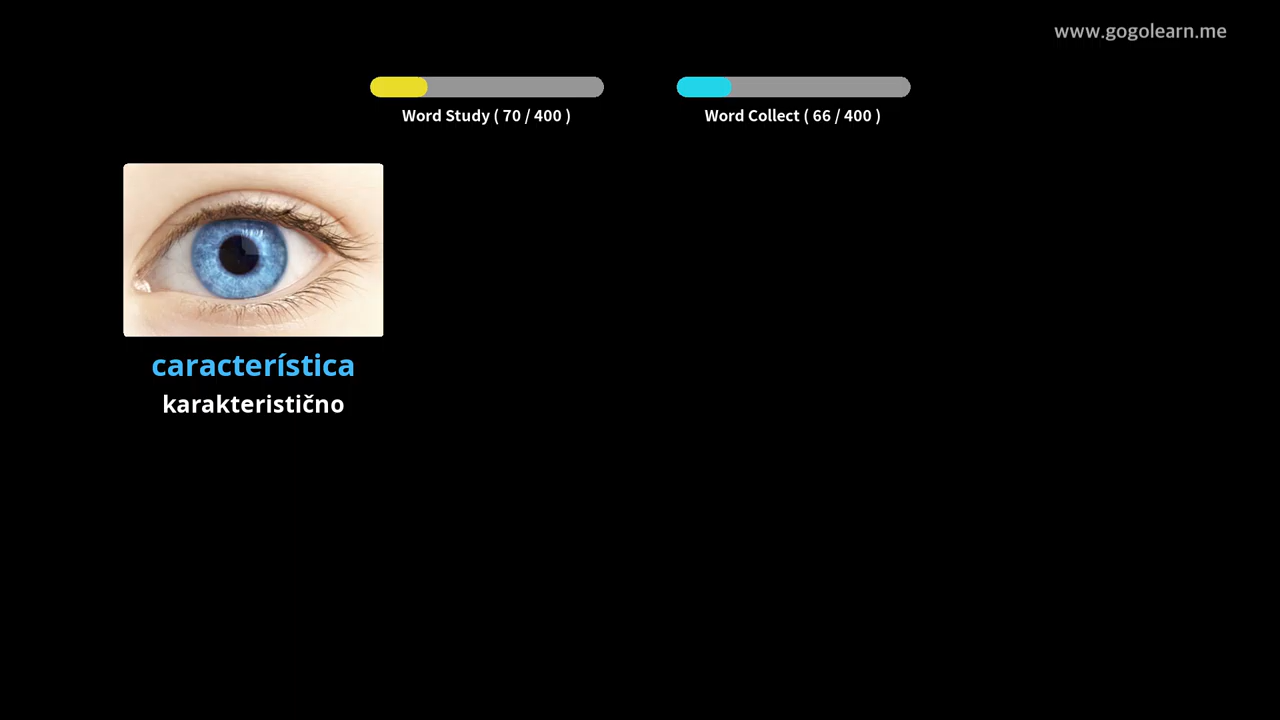 www.gogolearn.me
Word Study ( 70 / 400 )
Word Collect ( 66 / 400 )
característica
karakteristično